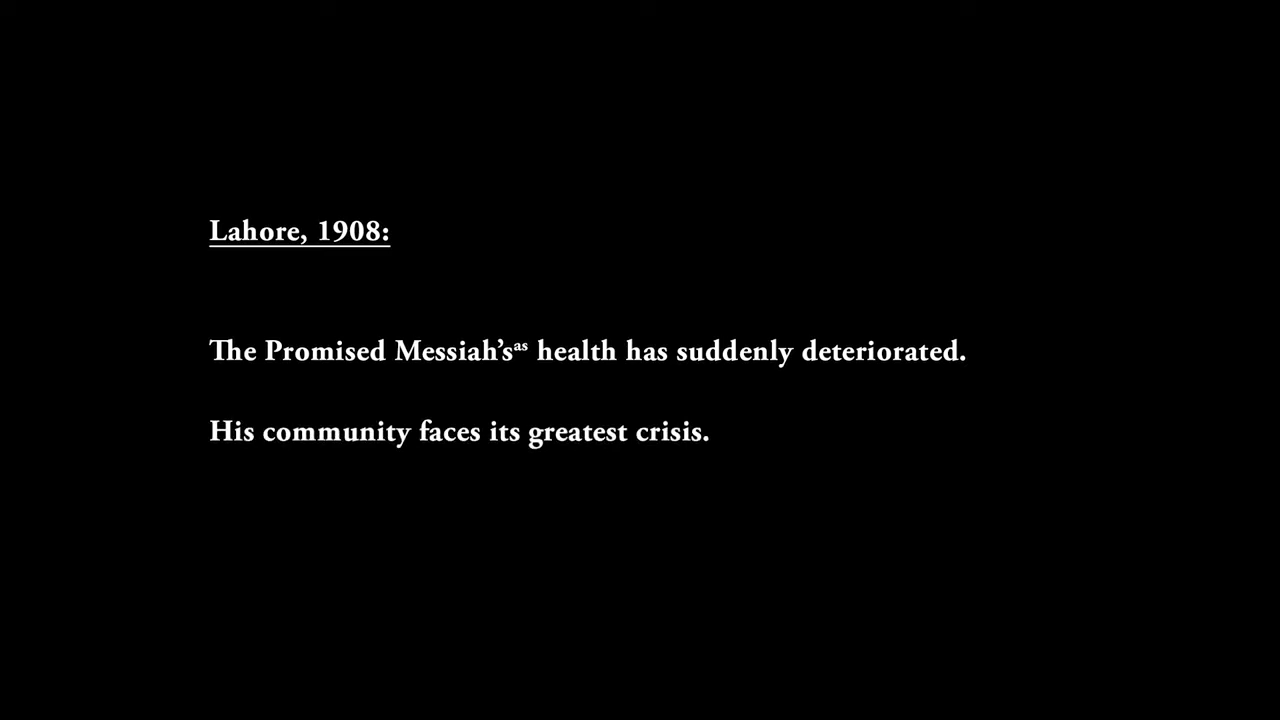 Lahore, 1908:
The Promised Messiah’sᵃˢ health has suddenly deteriorated.
His community faces its greatest crisis.